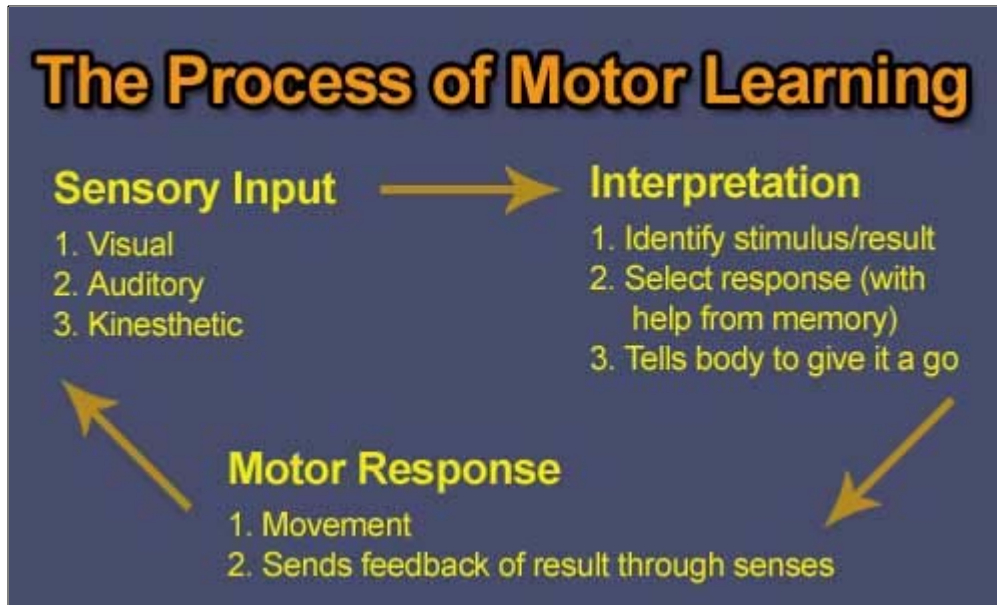 The Process of Motor Learning
Sensory Input
1. Visual
2. Auditory
3. Kinesthetic
Interpretation
1. Identify stimulus/result
2. Select response (with
help from memory)
3. Tells body to give it a go
Motor Response
1. Movement
2. Sends feedback of result through senses